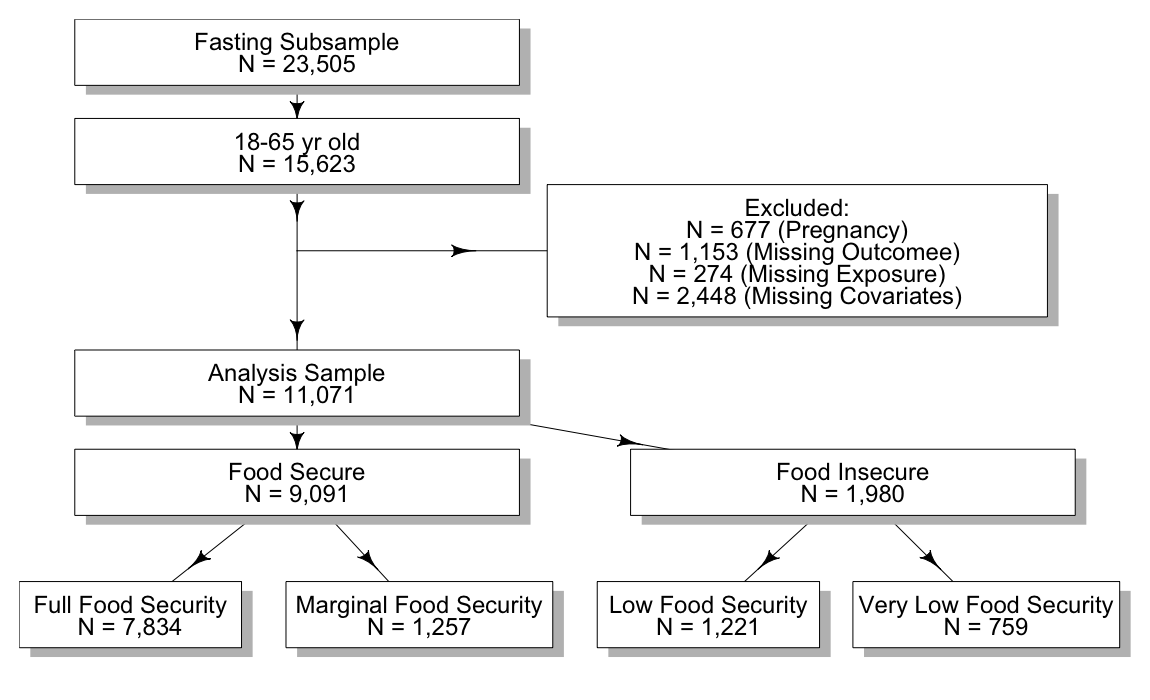 Fasting Subsample
N = 23,505
18-65 yr old
N = 15,623
Excluded:
N = 677 (Pregnancy)
N = 1,153 (Missing Outcomee)
N = 274 (Missing Exposure)
N = 2,448 (Missing Covariates)
Analysis Sample
N = 11,071
Food Secure
N = 9,091
Food Insecure
N = 1,980
Full Food Security
N = 7,834
Marginal Food Security
N = 1,257
Low Food Security
N = 1,221
Very Low Food Security
N = 759